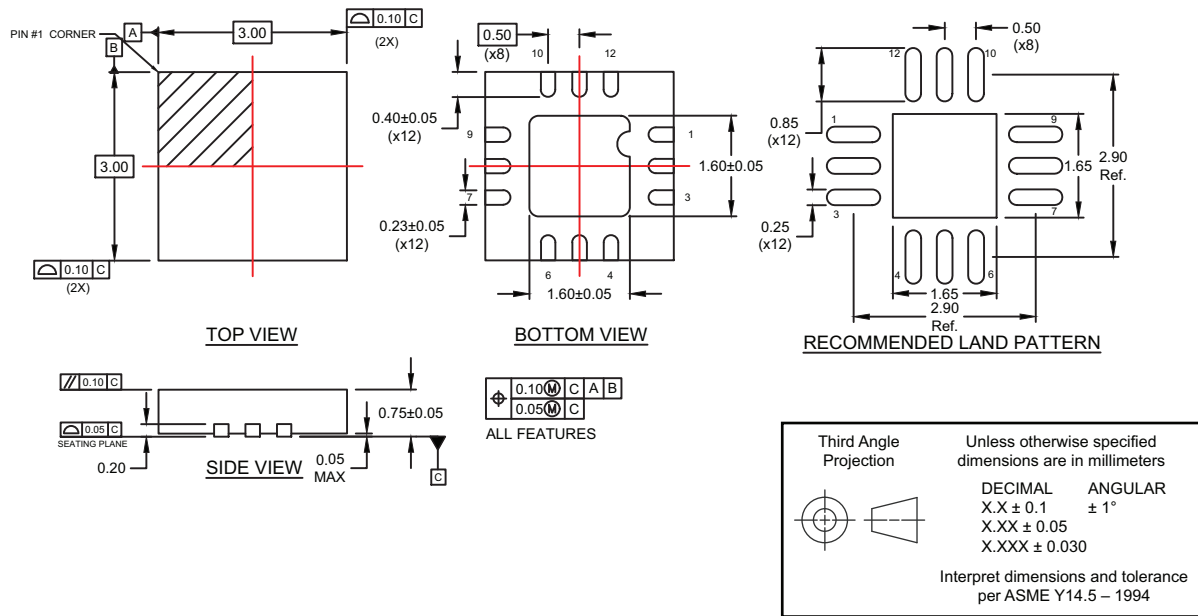 PIN #1 CORNER
A
B
3.00
⌓ 0.10 C
(2X)
3.00
⌓ 0.10 C
(2X)
TOP VIEW
0.50
(x8)
10
12
0.40±0.05
(x12)
9
1
1.60±0.05
7
3
0.23±0.05
(x12)
6
4
1.60±0.05
BOTTOM VIEW
0.50
(x8)
12
10
0.85
(x12)
1
9
1.65
2.90
Ref.
3
7
0.25
(x12)
4
6
1.65
2.90
Ref.
RECOMMENDED LAND PATTERN
// 0.10 C
0.75±0.05
⌓ 0.05 C
SEATING PLANE
0.20
SIDE VIEW
0.05
MAX
C
⌖ 0.10 Ⓜ C A B
0.05 Ⓜ C
ALL FEATURES
Third Angle
Projection
Unless otherwise specified
dimensions are in millimeters
DECIMAL ANGULAR
X.X ± 0.1 ± 1°
X.XX ± 0.05
X.XXX ± 0.030
Interpret dimensions and tolerance
per ASME Y14.5 – 1994